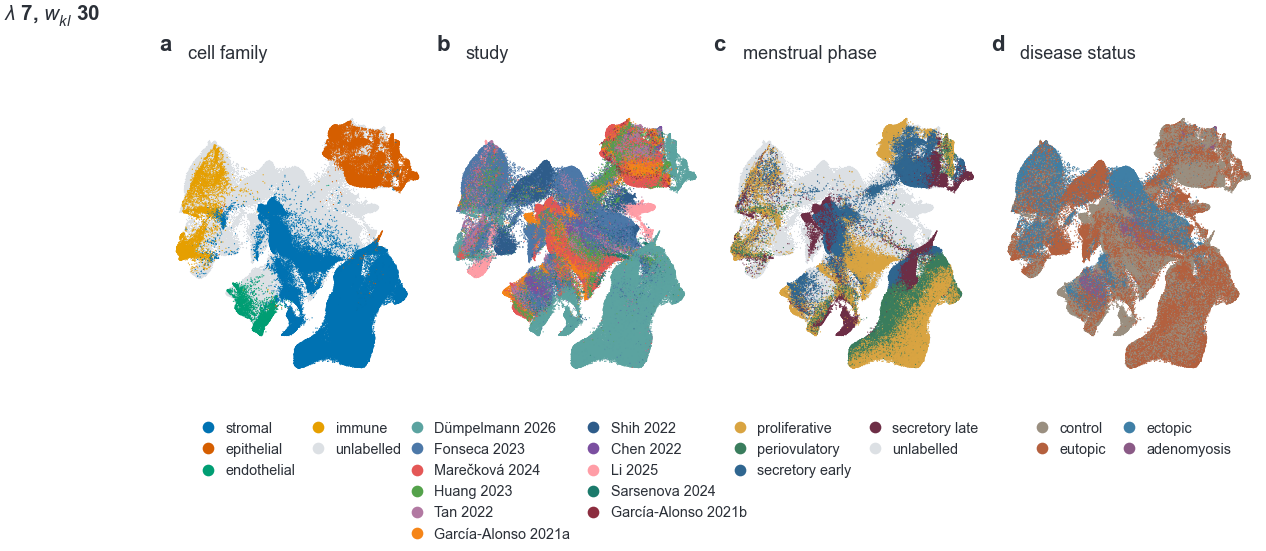 λ 7, w_kl 30
a cell family
b study
c menstrual phase
d disease status
stromal
epithelial
endothelial
immune
unlabelled
Dümpelmann 2026
Fonseca 2023
Marečková 2024
Huang 2023
Tan 2022
García-Alonso 2021a
Shih 2022
Chen 2022
Li 2025
Sarsenova 2024
García-Alonso 2021b
proliferative
periovulatory
secretory early
secretory late
unlabelled
control
eutopic
ectopic
adenomyosis